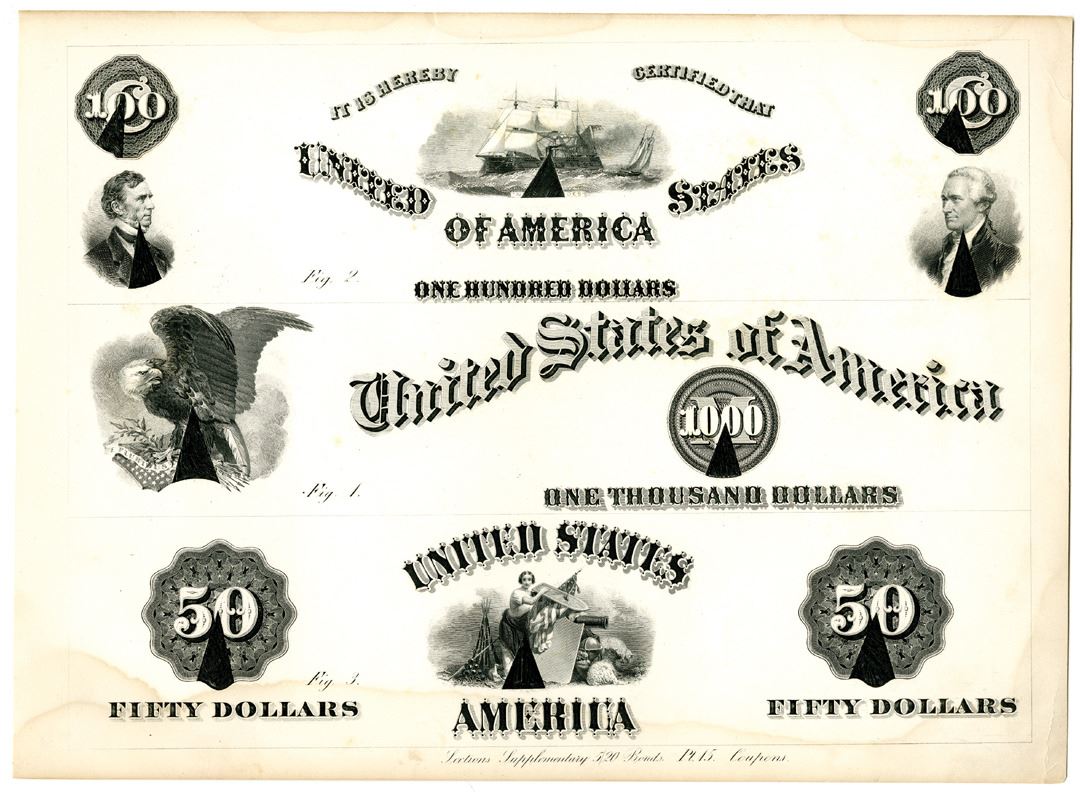 100 IT IS HEREBY CERTIFIED THAT 100
UNITED STATES
OF AMERICA
Fig. 2.
ONE HUNDRED DOLLARS
United States of America
1000
Fig. 1.
ONE THOUSAND DOLLARS
UNITED STATES
50 50
Fig. 3.
FIFTY DOLLARS FIFTY DOLLARS
AMERICA
Sections Supplementary 5/20 Bonds. Pl. 15. Coupons.